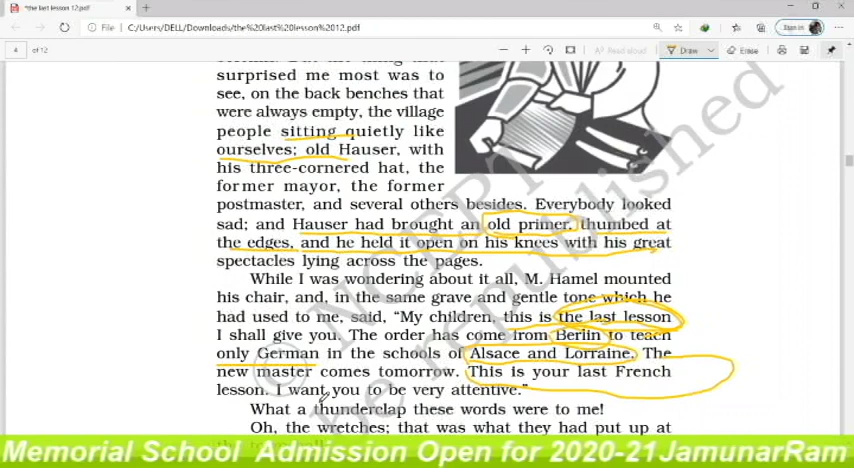 *the last lesson 12.pdf
File | C:/Users/DELL/Downloads/the%20last%20lesson%2012.pdf
Sign in
4 of 12
Read aloud
Draw
Erase
surprised me most was to
see, on the back benches that
were always empty, the village
people sitting quietly like
ourselves; old Hauser, with
his three-cornered hat, the
former mayor, the former
postmaster, and several others besides. Everybody looked
sad; and Hauser had brought an old primer, thumbed at
the edges, and he held it open on his knees with his great
spectacles lying across the pages.
While I was wondering about it all, M. Hamel mounted
his chair, and, in the same grave and gentle tone which he
had used to me, said, “My children, this is the last lesson
I shall give you. The order has come from Berlin to teach
only German in the schools of Alsace and Lorraine. The
new master comes tomorrow. This is your last French
lesson. I want you to be very attentive.”
What a thunderclap these words were to me!
Oh, the wretches; that was what they had put up at
© NCERT
be republished
Memorial School Admission Open for 2020-21JamunarRam